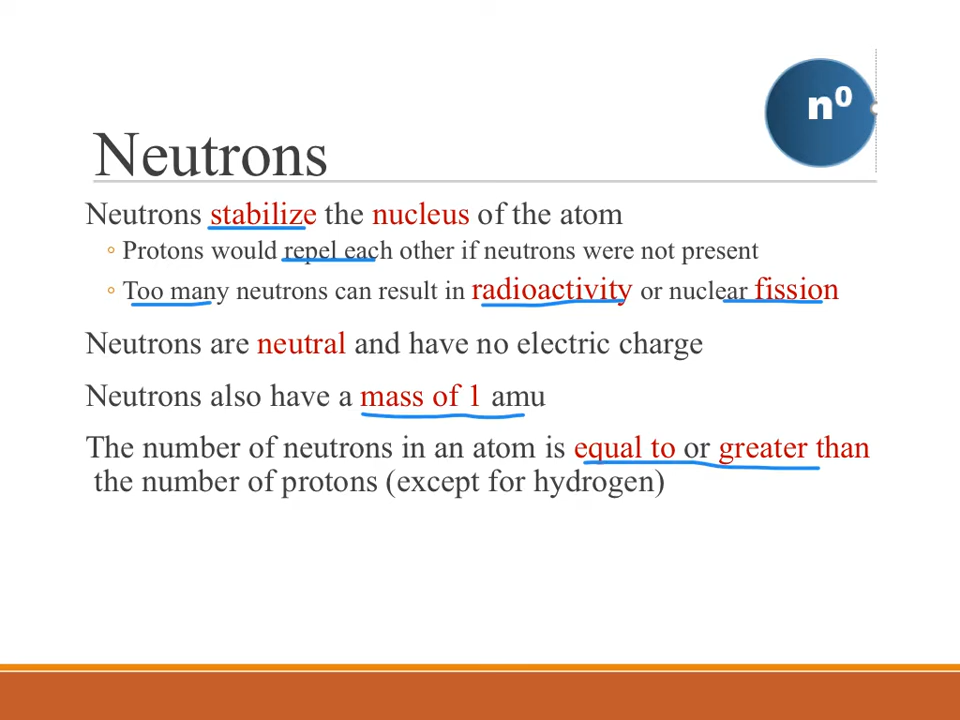 n⁰
Neutrons
Neutrons stabilize the nucleus of the atom
◦ Protons would repel each other if neutrons were not present
◦ Too many neutrons can result in radioactivity or nuclear fission
Neutrons are neutral and have no electric charge
Neutrons also have a mass of 1 amu
The number of neutrons in an atom is equal to or greater than
the number of protons (except for hydrogen)